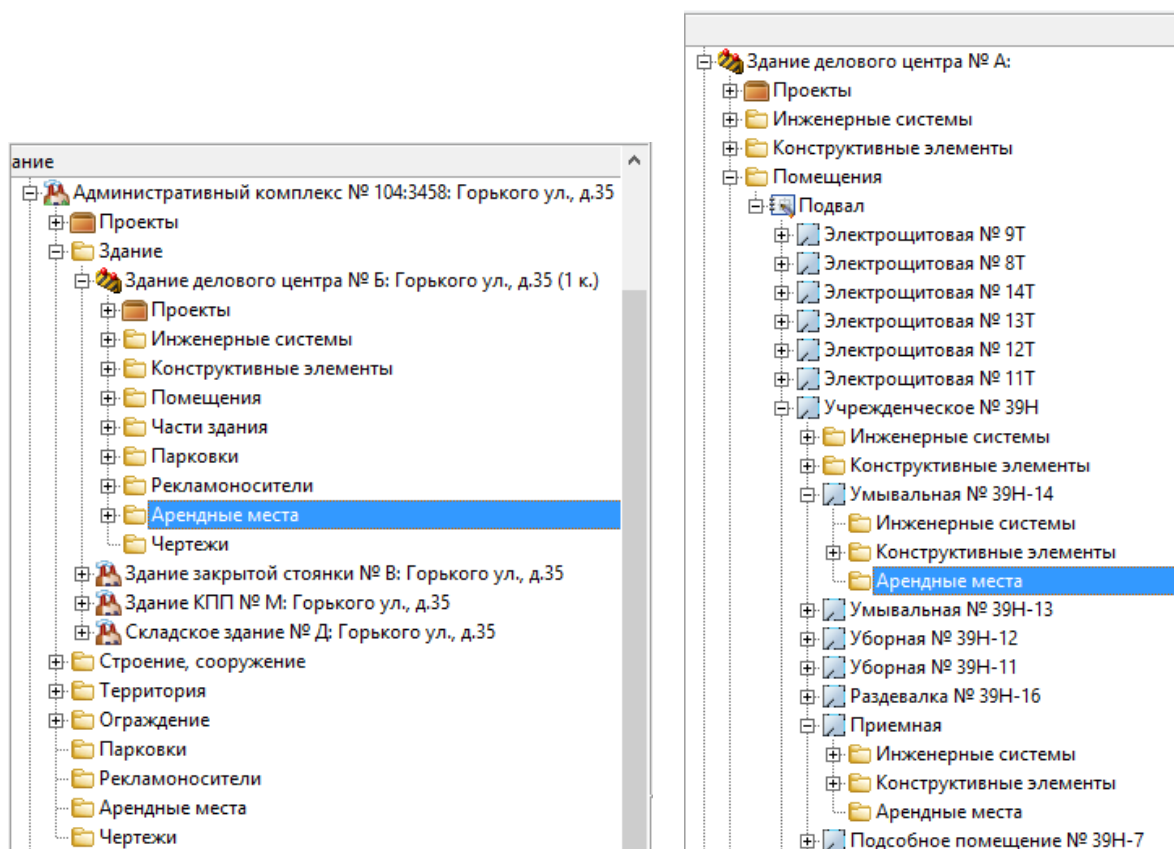 ание
Административный комплекс № 104:3458: Горького ул., д.35
Проекты
Здание
Здание делового центра № Б: Горького ул., д.35 (1 к.)
Проекты
Инженерные системы
Конструктивные элементы
Помещения
Части здания
Парковки
Рекламоносители
Арендные места
Чертежи
Здание закрытой стоянки № В: Горького ул., д.35
Здание КПП № М: Горького ул., д.35
Складское здание № Д: Горького ул., д.35
Строение, сооружение
Территория
Ограждение
Парковки
Рекламоносители
Арендные места
Чертежи
Здание делового центра № А:
Проекты
Инженерные системы
Конструктивные элементы
Помещения
Подвал
Электрощитовая № 9Т
Электрощитовая № 8Т
Электрощитовая № 14Т
Электрощитовая № 13Т
Электрощитовая № 12Т
Электрощитовая № 11Т
Учрежденческое № 39Н
Инженерные системы
Конструктивные элементы
Умывальная № 39Н-14
Инженерные системы
Конструктивные элементы
Арендные места
Умывальная № 39Н-13
Уборная № 39Н-12
Уборная № 39Н-11
Раздевалка № 39Н-16
Приемная
Инженерные системы
Конструктивные элементы
Арендные места
Подсобное помещение № 39Н-7